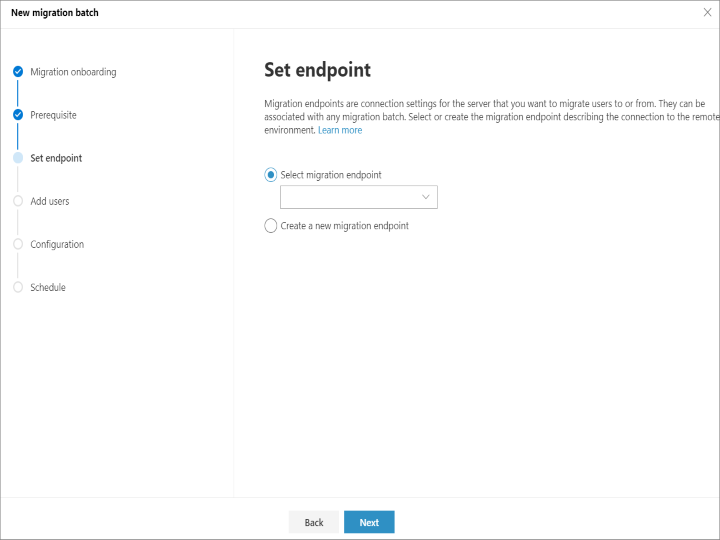 New migration batch
Migration onboarding
Prerequisite
Set endpoint
Add users
Configuration
Schedule
Set endpoint
Migration endpoints are connection settings for the server that you want to migrate users to or from. They can be
associated with any migration batch. Select or create the migration endpoint describing the connection to the remote
environment. Learn more
Select migration endpoint
Create a new migration endpoint
Back
Next